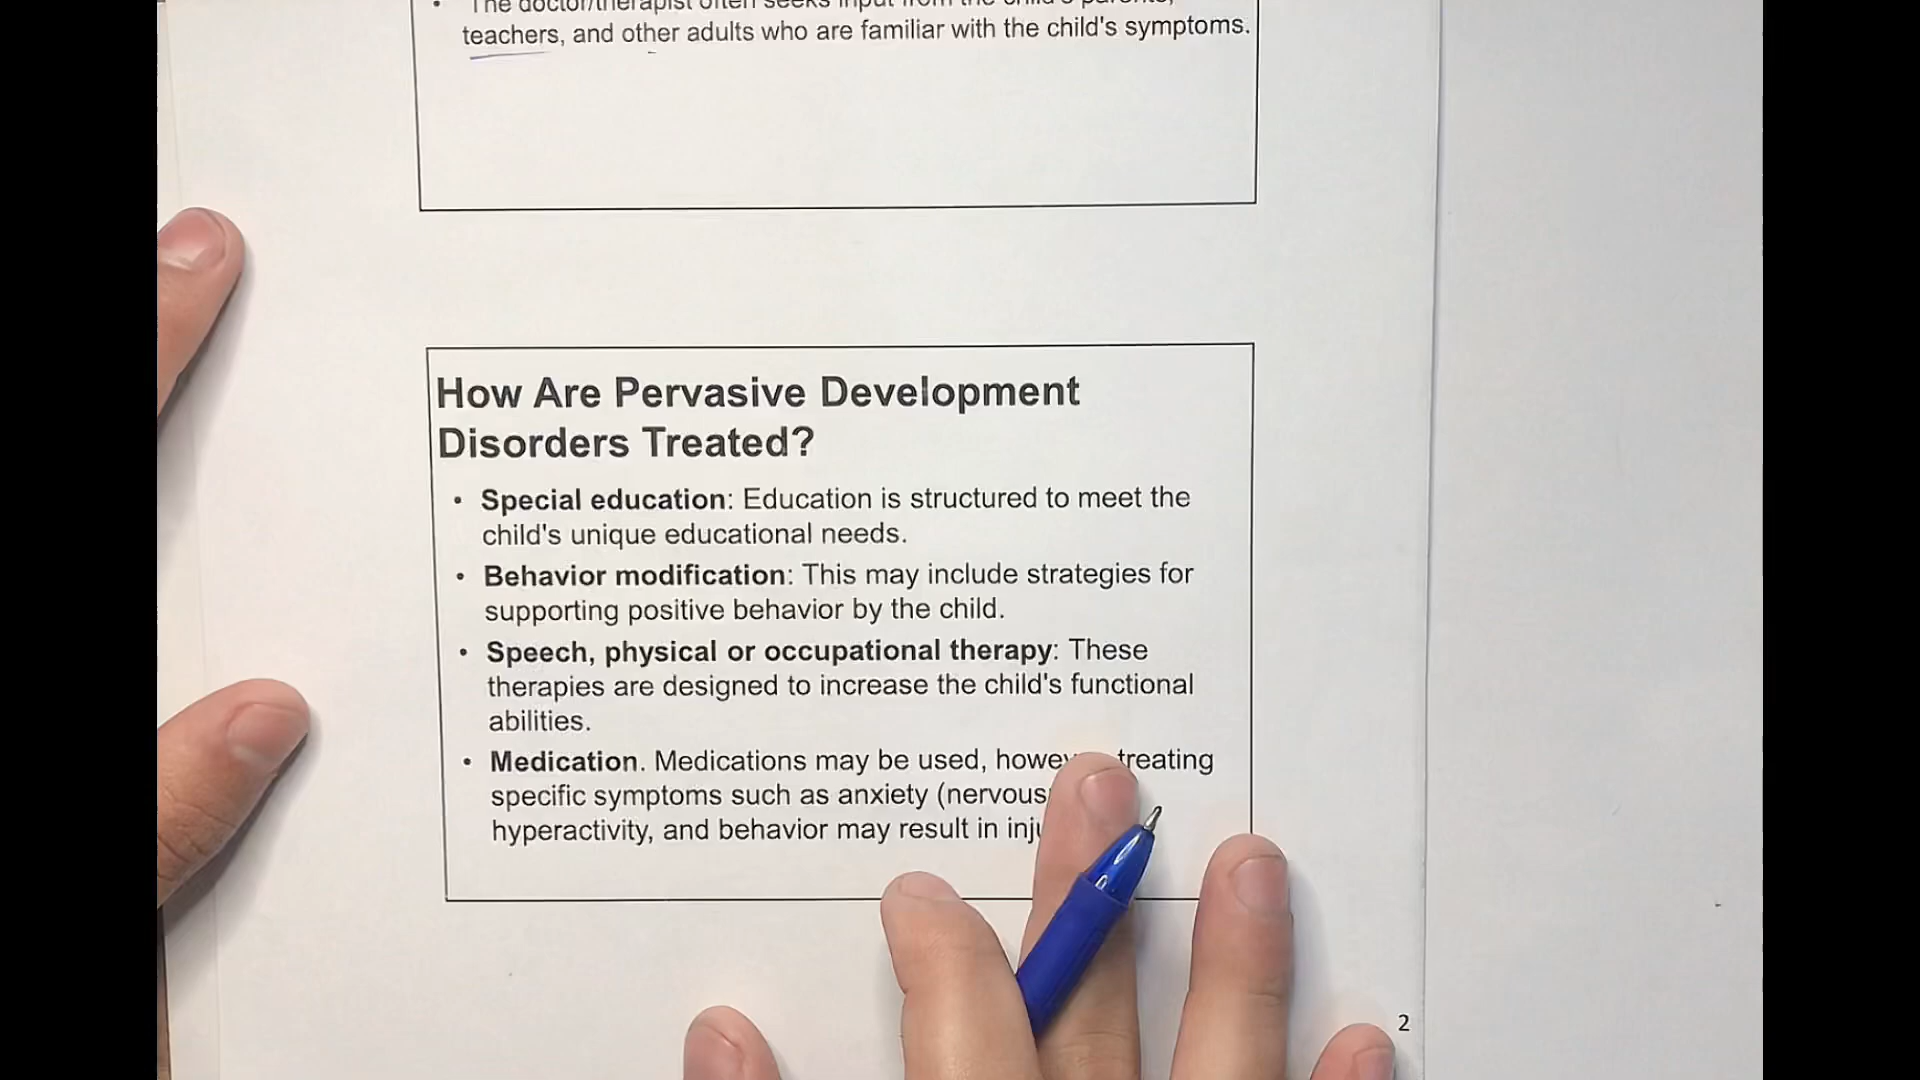 teachers, and other adults who are familiar with the child's symptoms.
How Are Pervasive Development
Disorders Treated?
• Special education: Education is structured to meet the
child's unique educational needs.
• Behavior modification: This may include strategies for
supporting positive behavior by the child.
• Speech, physical or occupational therapy: These
therapies are designed to increase the child's functional
abilities.
• Medication. Medications may be used, treating
specific symptoms such as anxiety
hyperactivity, and behavior may result in
2